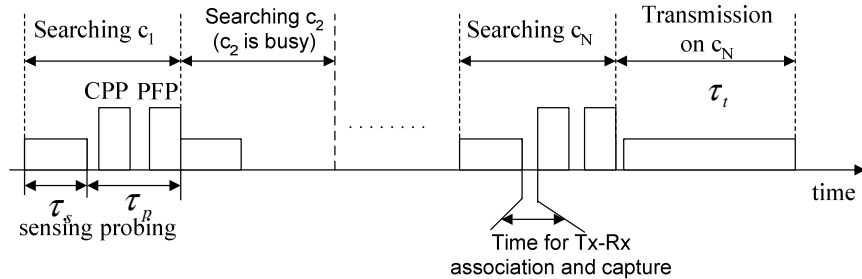 Searching c1
Searching c2
(c2 is busy)
Searching cN
Transmission
on cN
CPP PFP
τt
........
τs τp
sensing probing
time
Time for Tx-Rx
association and capture